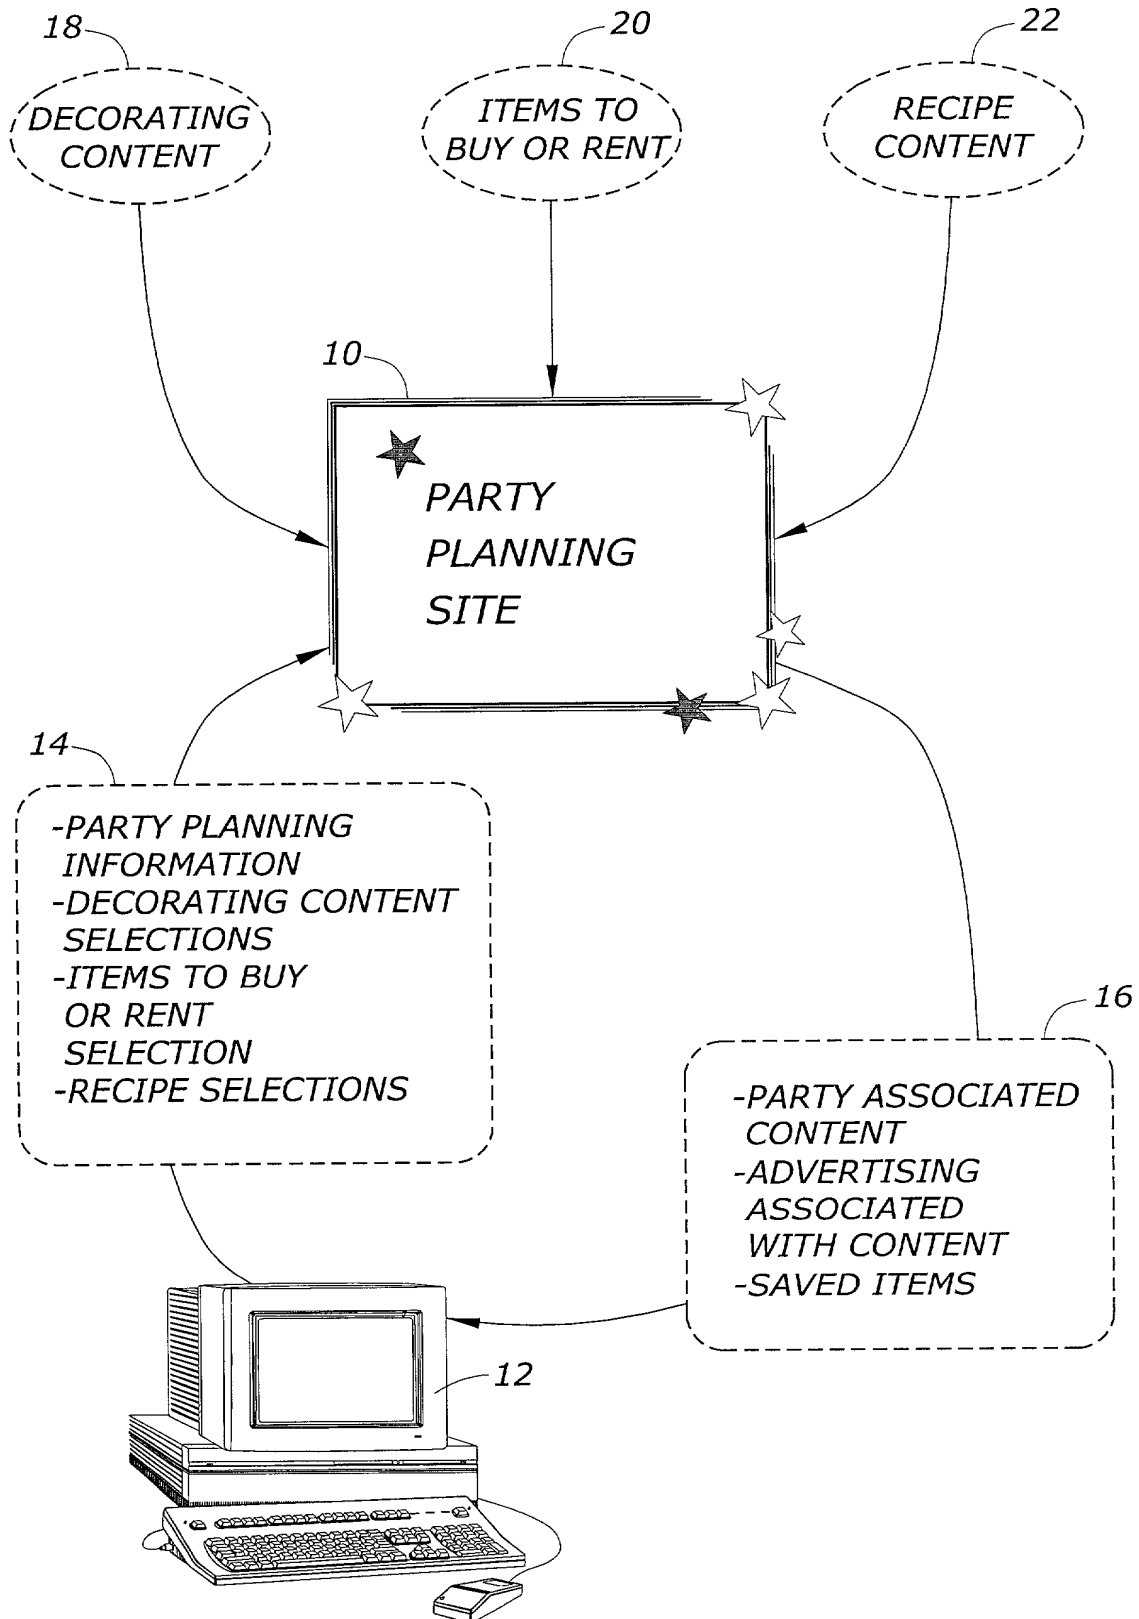 18
DECORATING
CONTENT
20
ITEMS TO
BUY OR RENT
22
RECIPE
CONTENT
10
PARTY
PLANNING
SITE
14
-PARTY PLANNING
INFORMATION
-DECORATING CONTENT
SELECTIONS
-ITEMS TO BUY
OR RENT
SELECTION
-RECIPE SELECTIONS
16
-PARTY ASSOCIATED
CONTENT
-ADVERTISING
ASSOCIATED
WITH CONTENT
-SAVED ITEMS
12